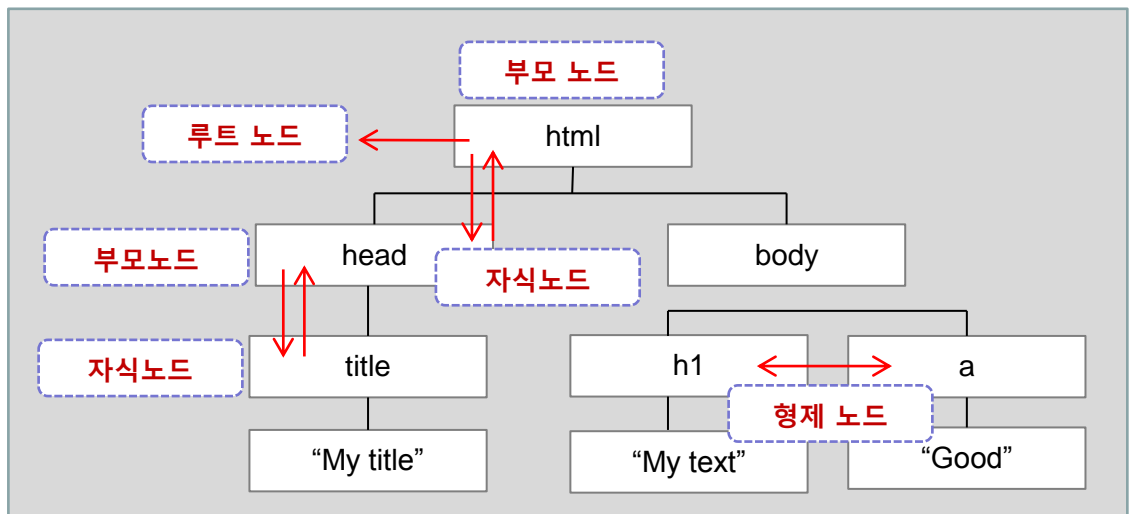 부모 노드
루트 노드
html
부모노드
head
자식노드
body
자식노드
title
h1
a
형제 노드
“My title”
“My text”
“Good”